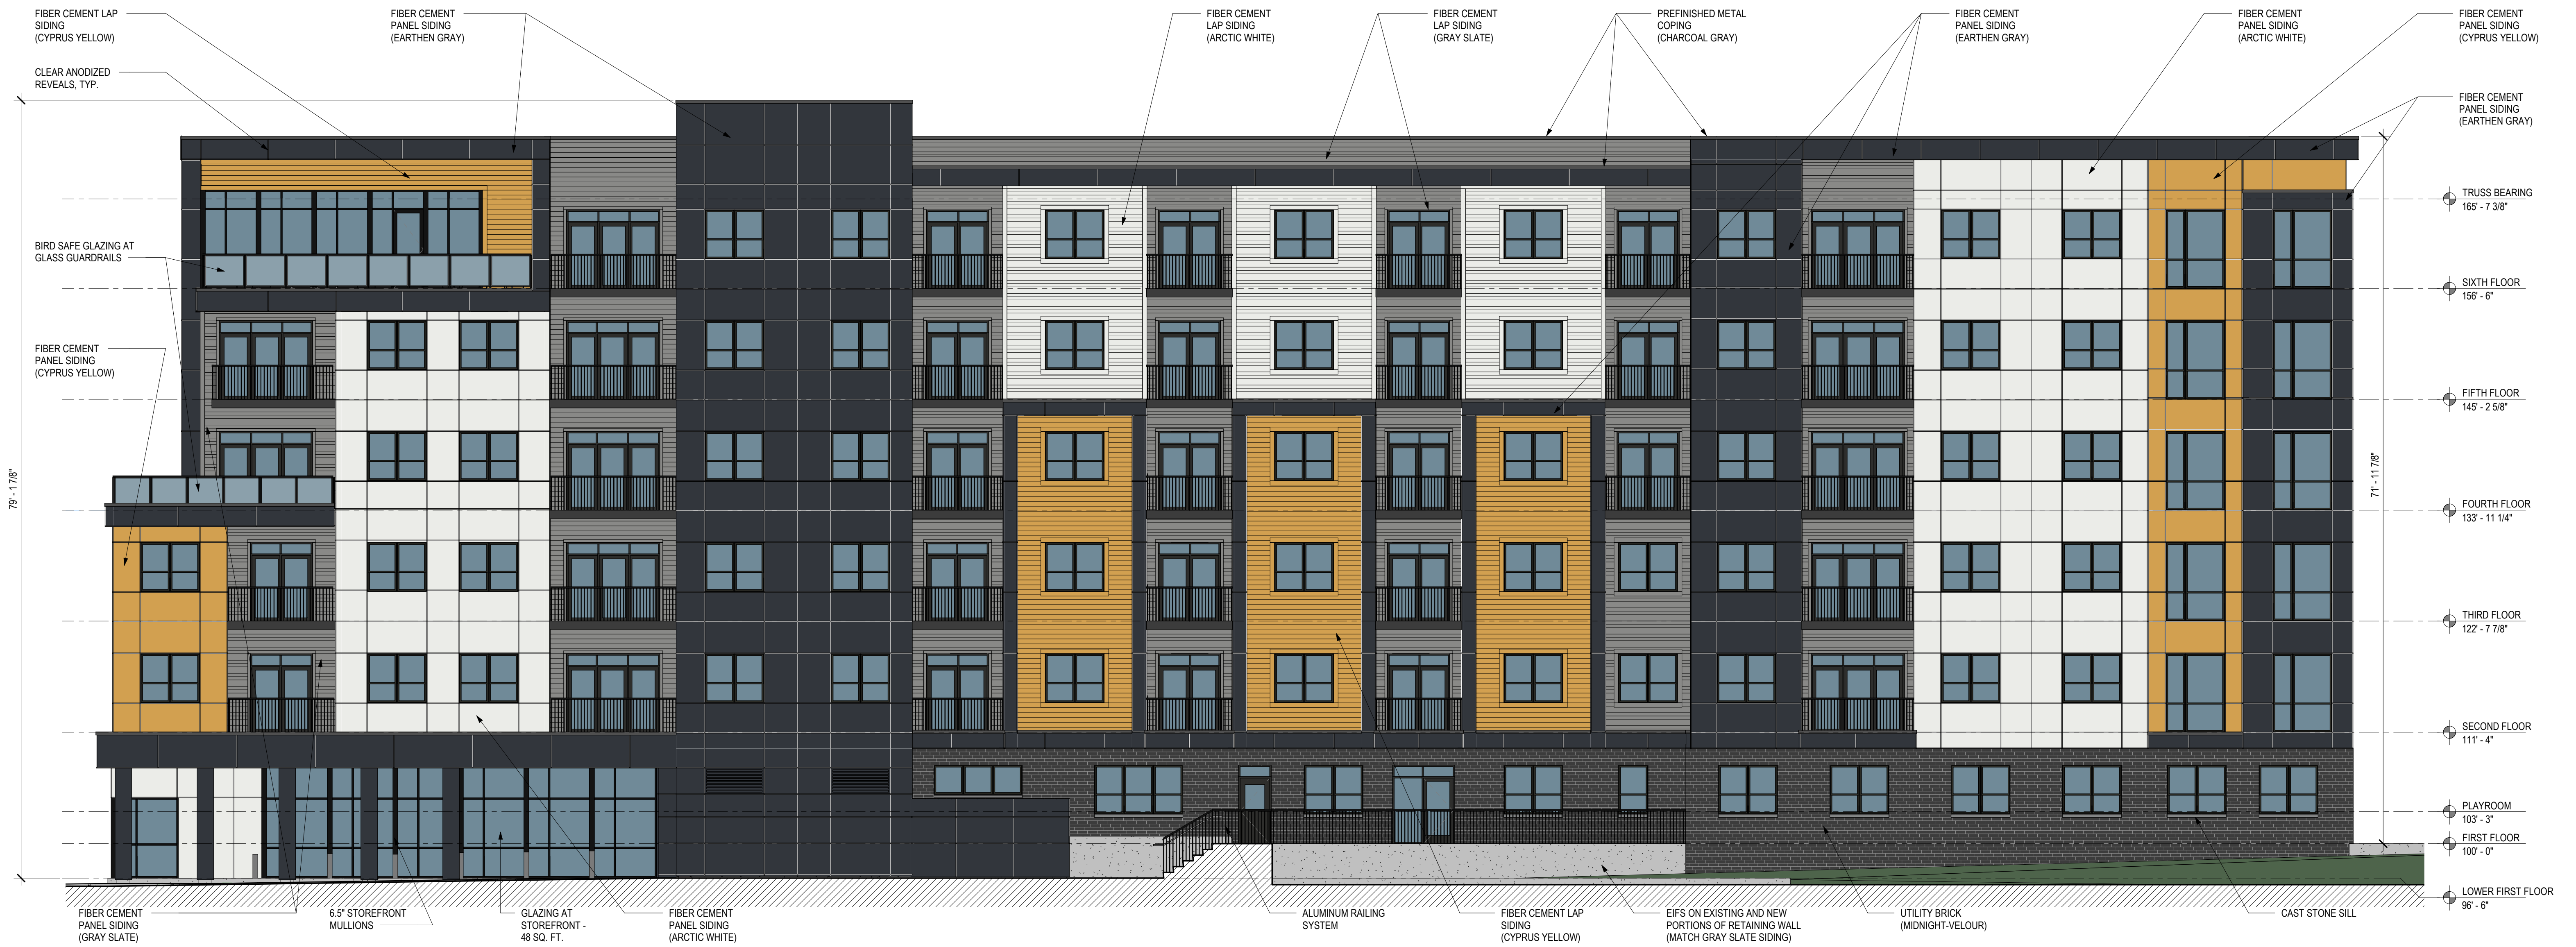 FIBER CEMENT LAP
SIDING
(CYPRUS YELLOW)
FIBER CEMENT
PANEL SIDING
(EARTHEN GRAY)
FIBER CEMENT
LAP SIDING
(ARCTIC WHITE)
FIBER CEMENT
LAP SIDING
(GRAY SLATE)
PREFINISHED METAL
COPING
(CHARCOAL GRAY)
FIBER CEMENT
PANEL SIDING
(EARTHEN GRAY)
FIBER CEMENT
PANEL SIDING
(ARCTIC WHITE)
FIBER CEMENT
PANEL SIDING
(CYPRUS YELLOW)
CLEAR ANODIZED
REVEALS, TYP.
FIBER CEMENT
PANEL SIDING
(EARTHEN GRAY)
BIRD SAFE GLAZING AT
GLASS GUARDRAILS
FIBER CEMENT
PANEL SIDING
(CYPRUS YELLOW)
79' - 1 7/8"
71' - 11 7/8"
TRUSS BEARING
165' - 7 3/8"
SIXTH FLOOR
156' - 6"
FIFTH FLOOR
145' - 2 5/8"
FOURTH FLOOR
133' - 11 1/4"
THIRD FLOOR
122' - 7 7/8"
SECOND FLOOR
111' - 4"
PLAYROOM
103' - 3"
FIRST FLOOR
100' - 0"
LOWER FIRST FLOOR
96' - 6"
FIBER CEMENT
PANEL SIDING
(GRAY SLATE)
6.5" STOREFRONT
MULLIONS
GLAZING AT
STOREFRONT -
48 SQ. FT.
FIBER CEMENT
PANEL SIDING
(ARCTIC WHITE)
ALUMINUM RAILING
SYSTEM
FIBER CEMENT LAP
SIDING
(CYPRUS YELLOW)
EIFS ON EXISTING AND NEW
PORTIONS OF RETAINING WALL
(MATCH GRAY SLATE SIDING)
UTILITY BRICK
(MIDNIGHT-VELOUR)
CAST STONE SILL